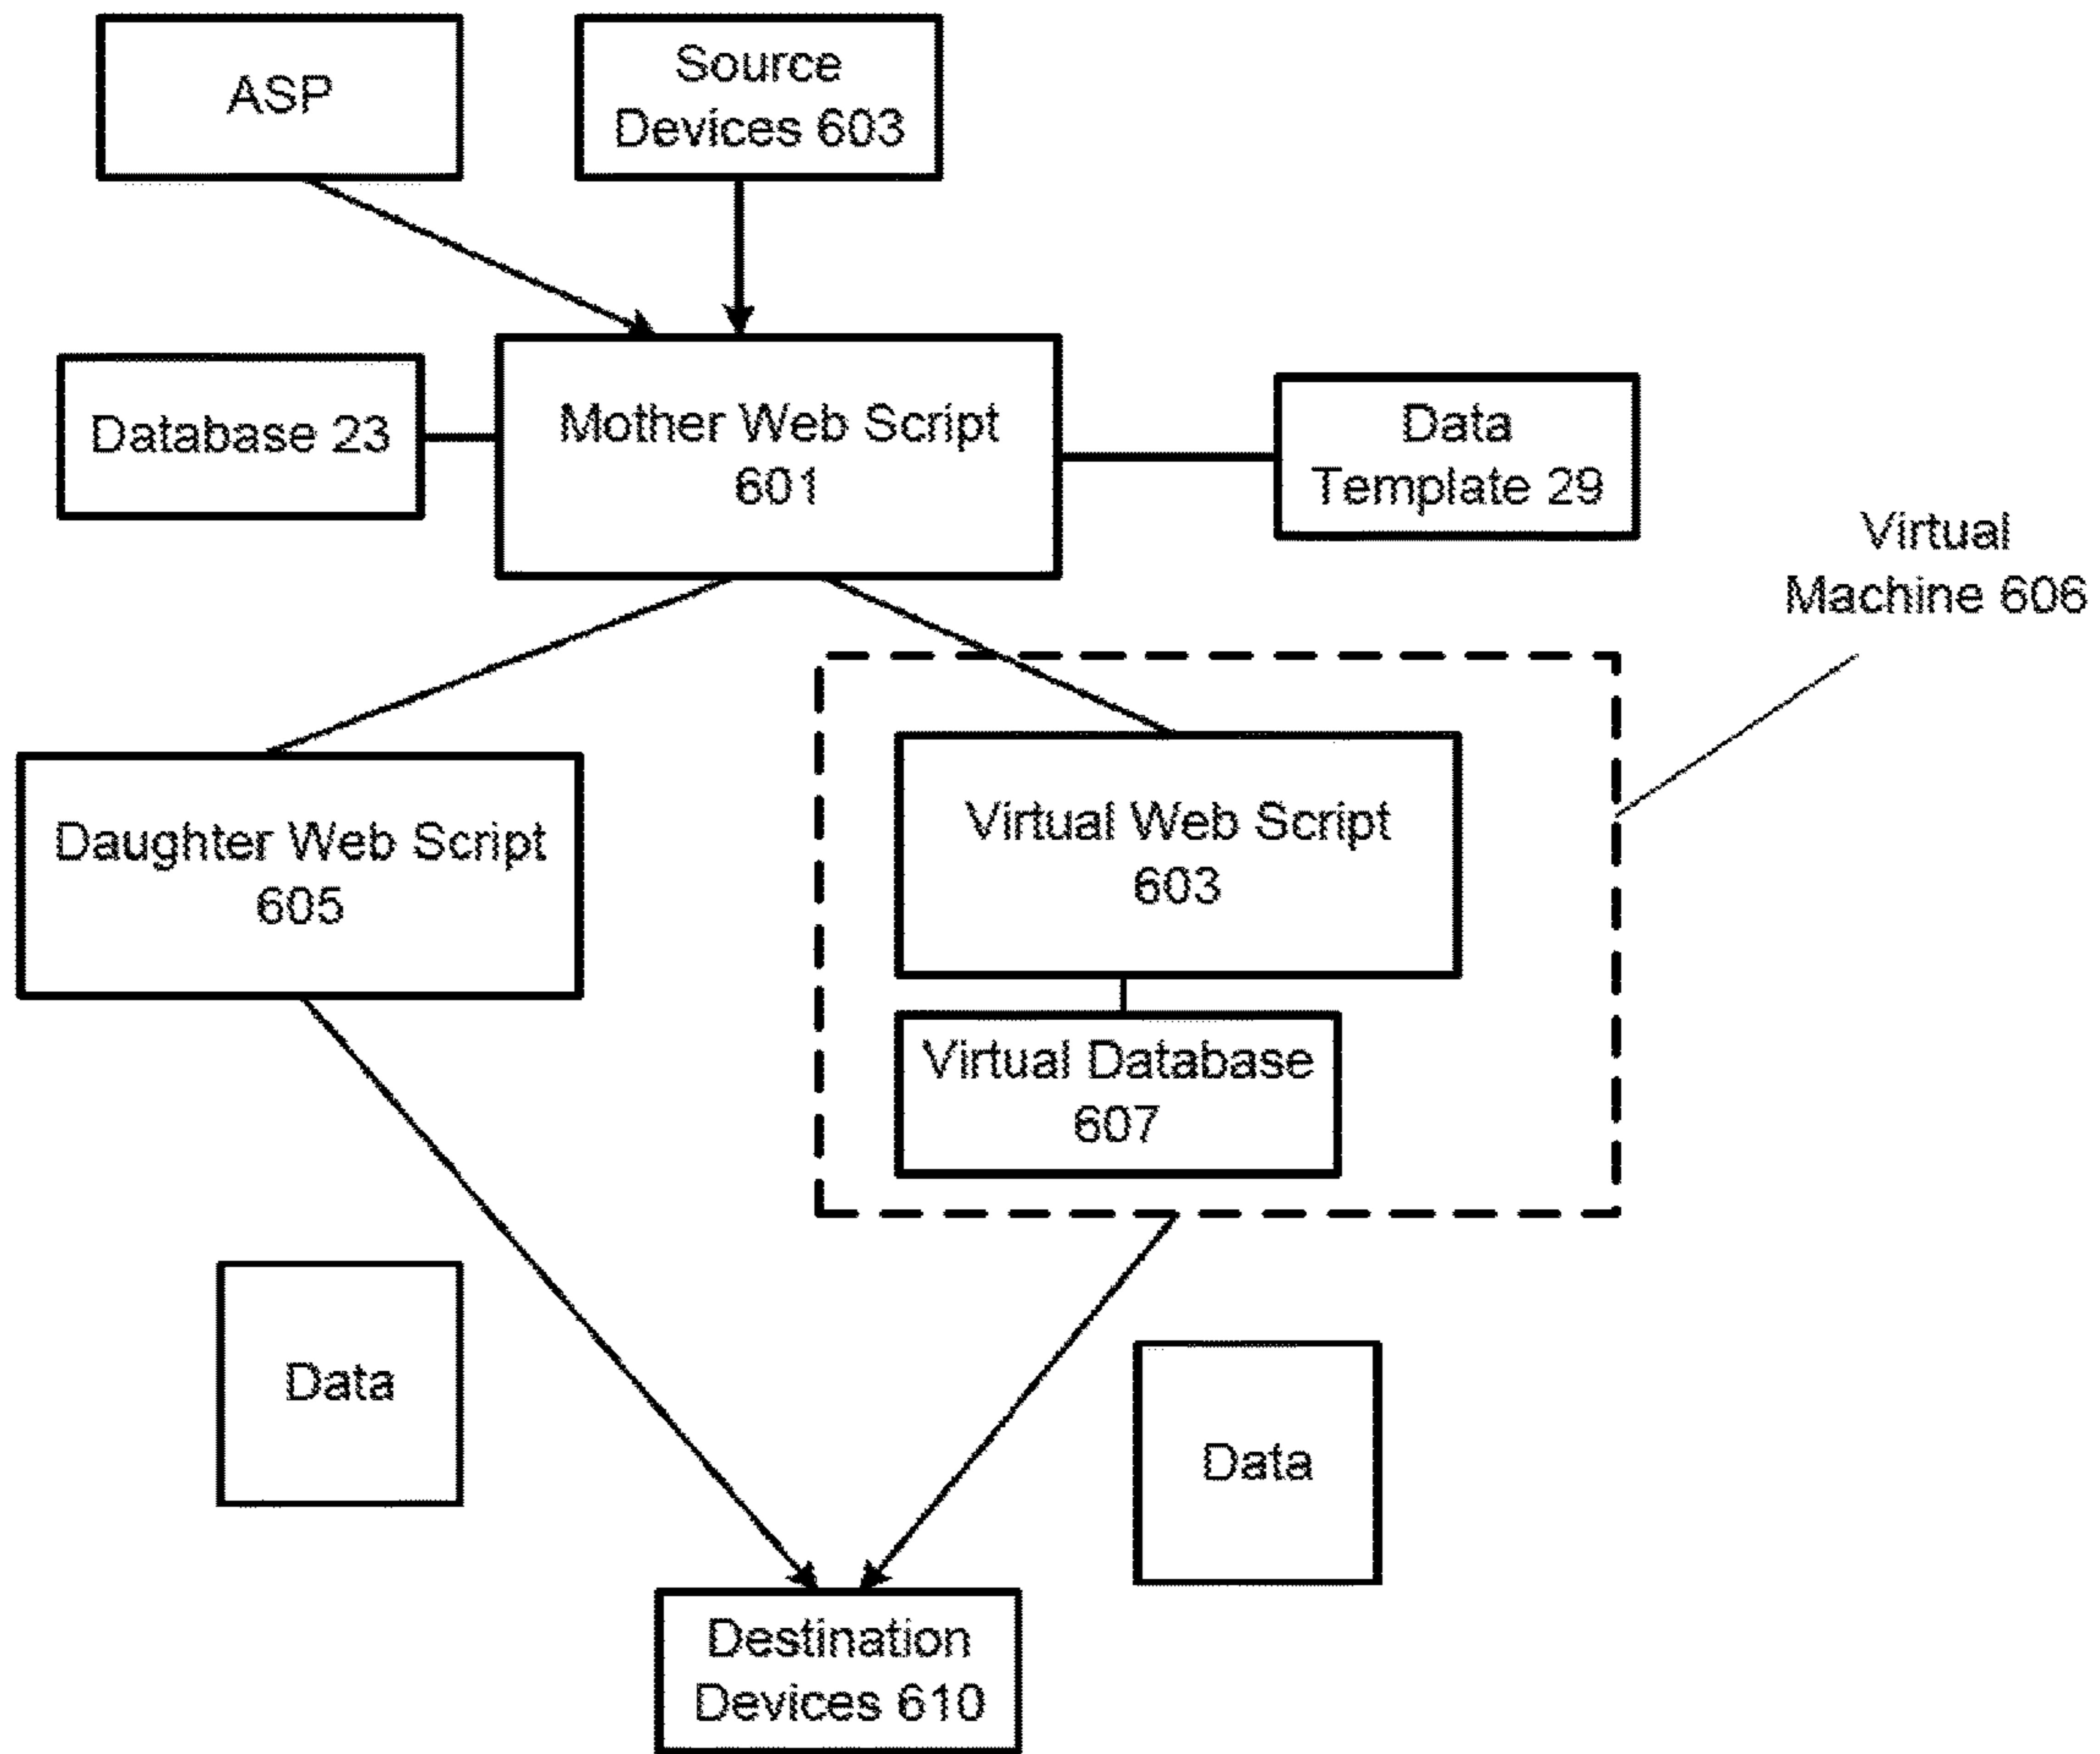 ASP
Source
Devices 603
Database 23
Mother Web Script
601
Data
Template 29
Virtual
Machine 606
Daughter Web Script
605
Virtual Web Script
603
Virtual Database
607
Data
Data
Destination
Devices 610